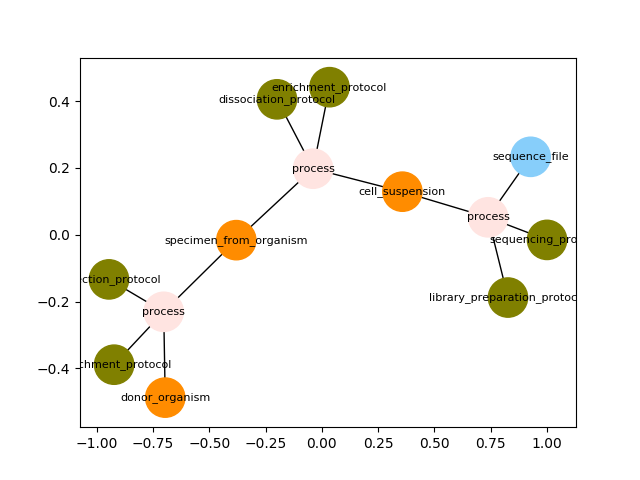 enrichment_protocol
dissociation_protocol
process
sequence_file
cell_suspension
process
specimen_from_organism
sequencing_pro
ction_protocol
library_preparation_protoc
process
chment_protocol
donor_organism
0.4
0.2
0.0
−0.2
−0.4
−1.00 −0.75 −0.50 −0.25 0.00 0.25 0.50 0.75 1.00